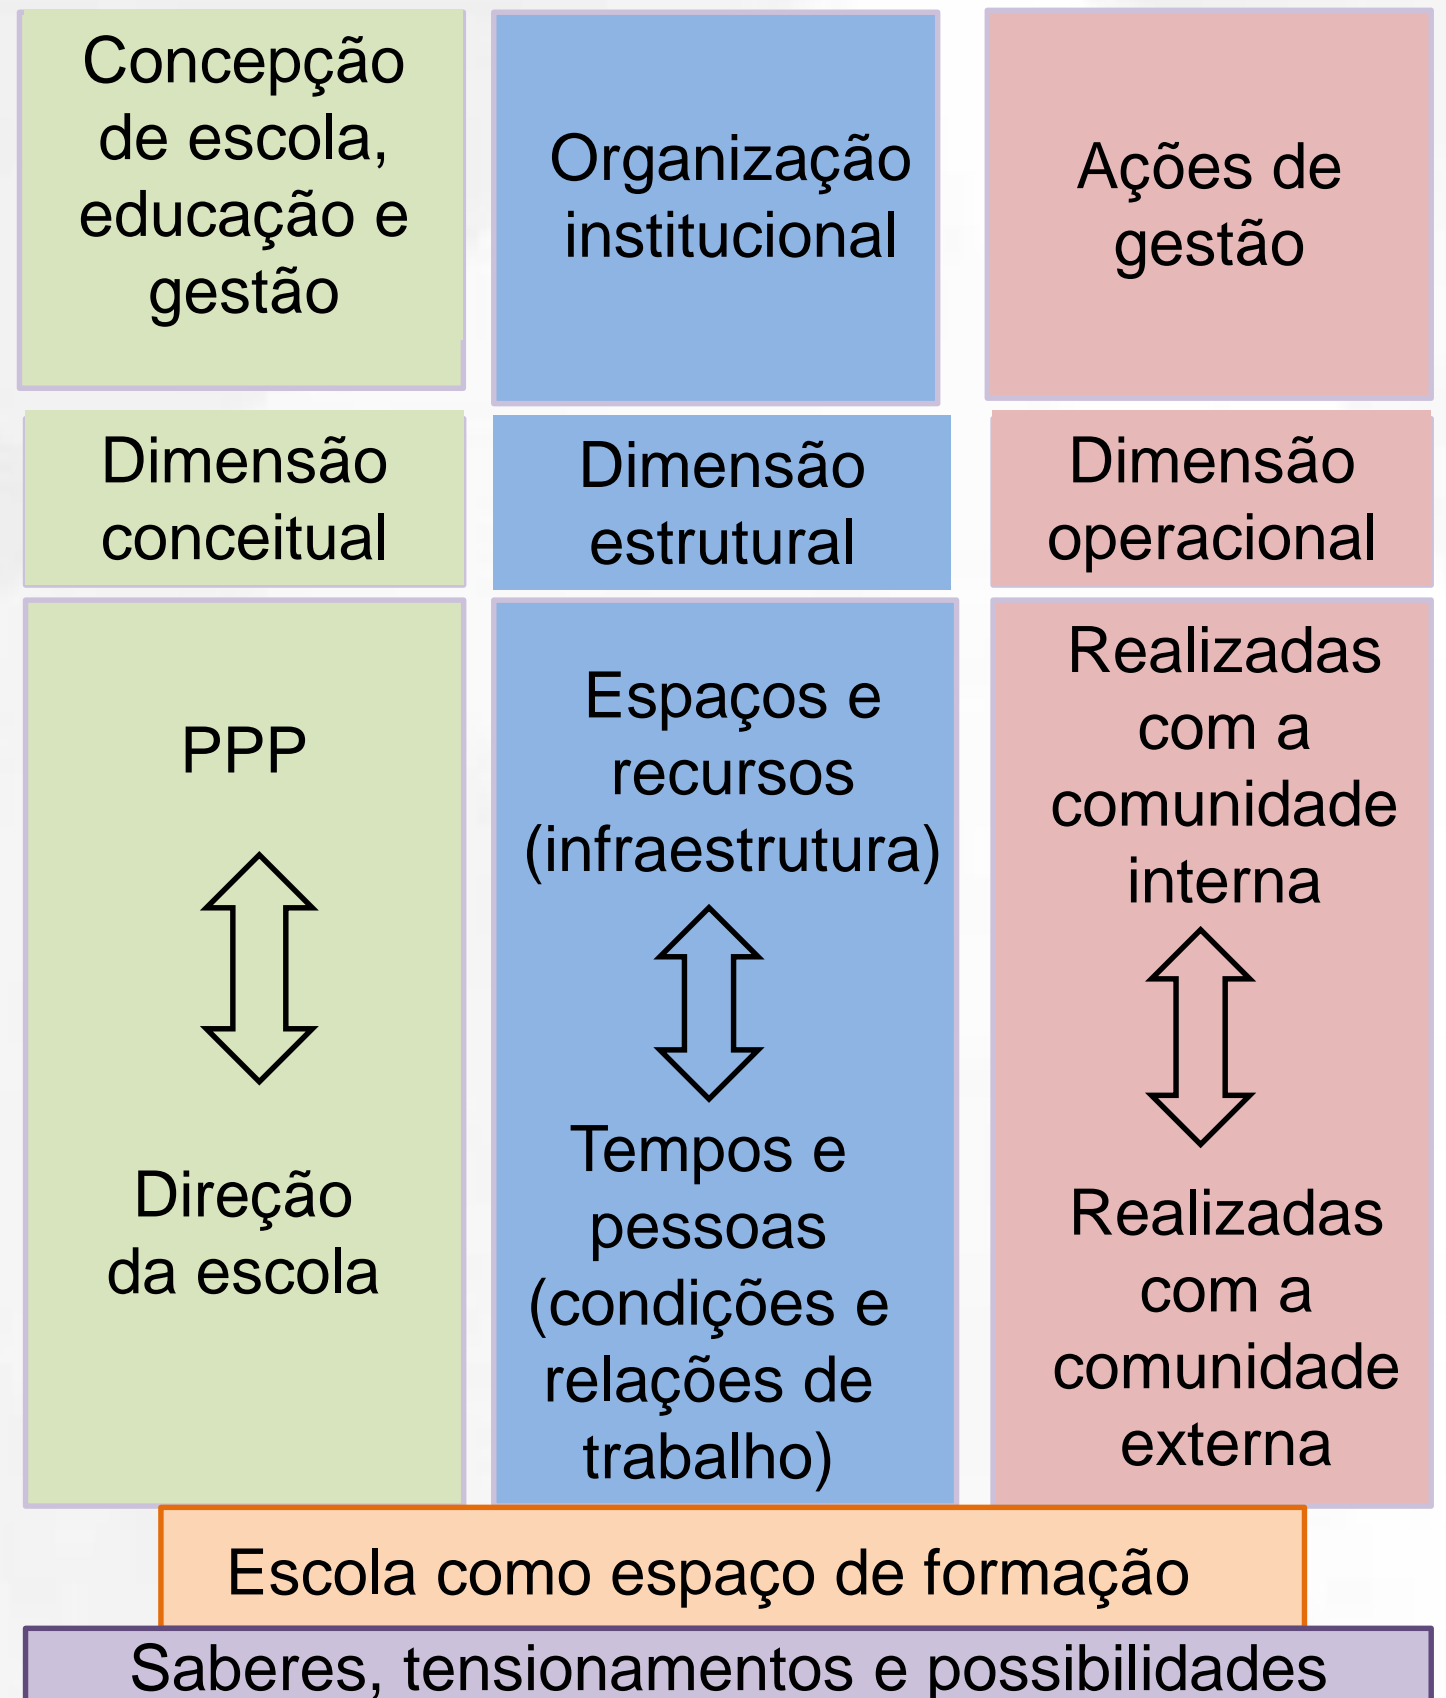 Concepção
de escola,
educação e
gestão
Organização
institucional
Ações de
gestão
Dimensão
conceitual
Dimensão
estrutural
Dimensão
operacional
PPP
Direção
da escola
Espaços e
recursos
(infraestrutura)
Tempos e
pessoas
(condições e
relações de
trabalho)
Realizadas
com a
comunidade
interna
Realizadas
com a
comunidade
externa
Escola como espaço de formação
Saberes, tensionamentos e possibilidades